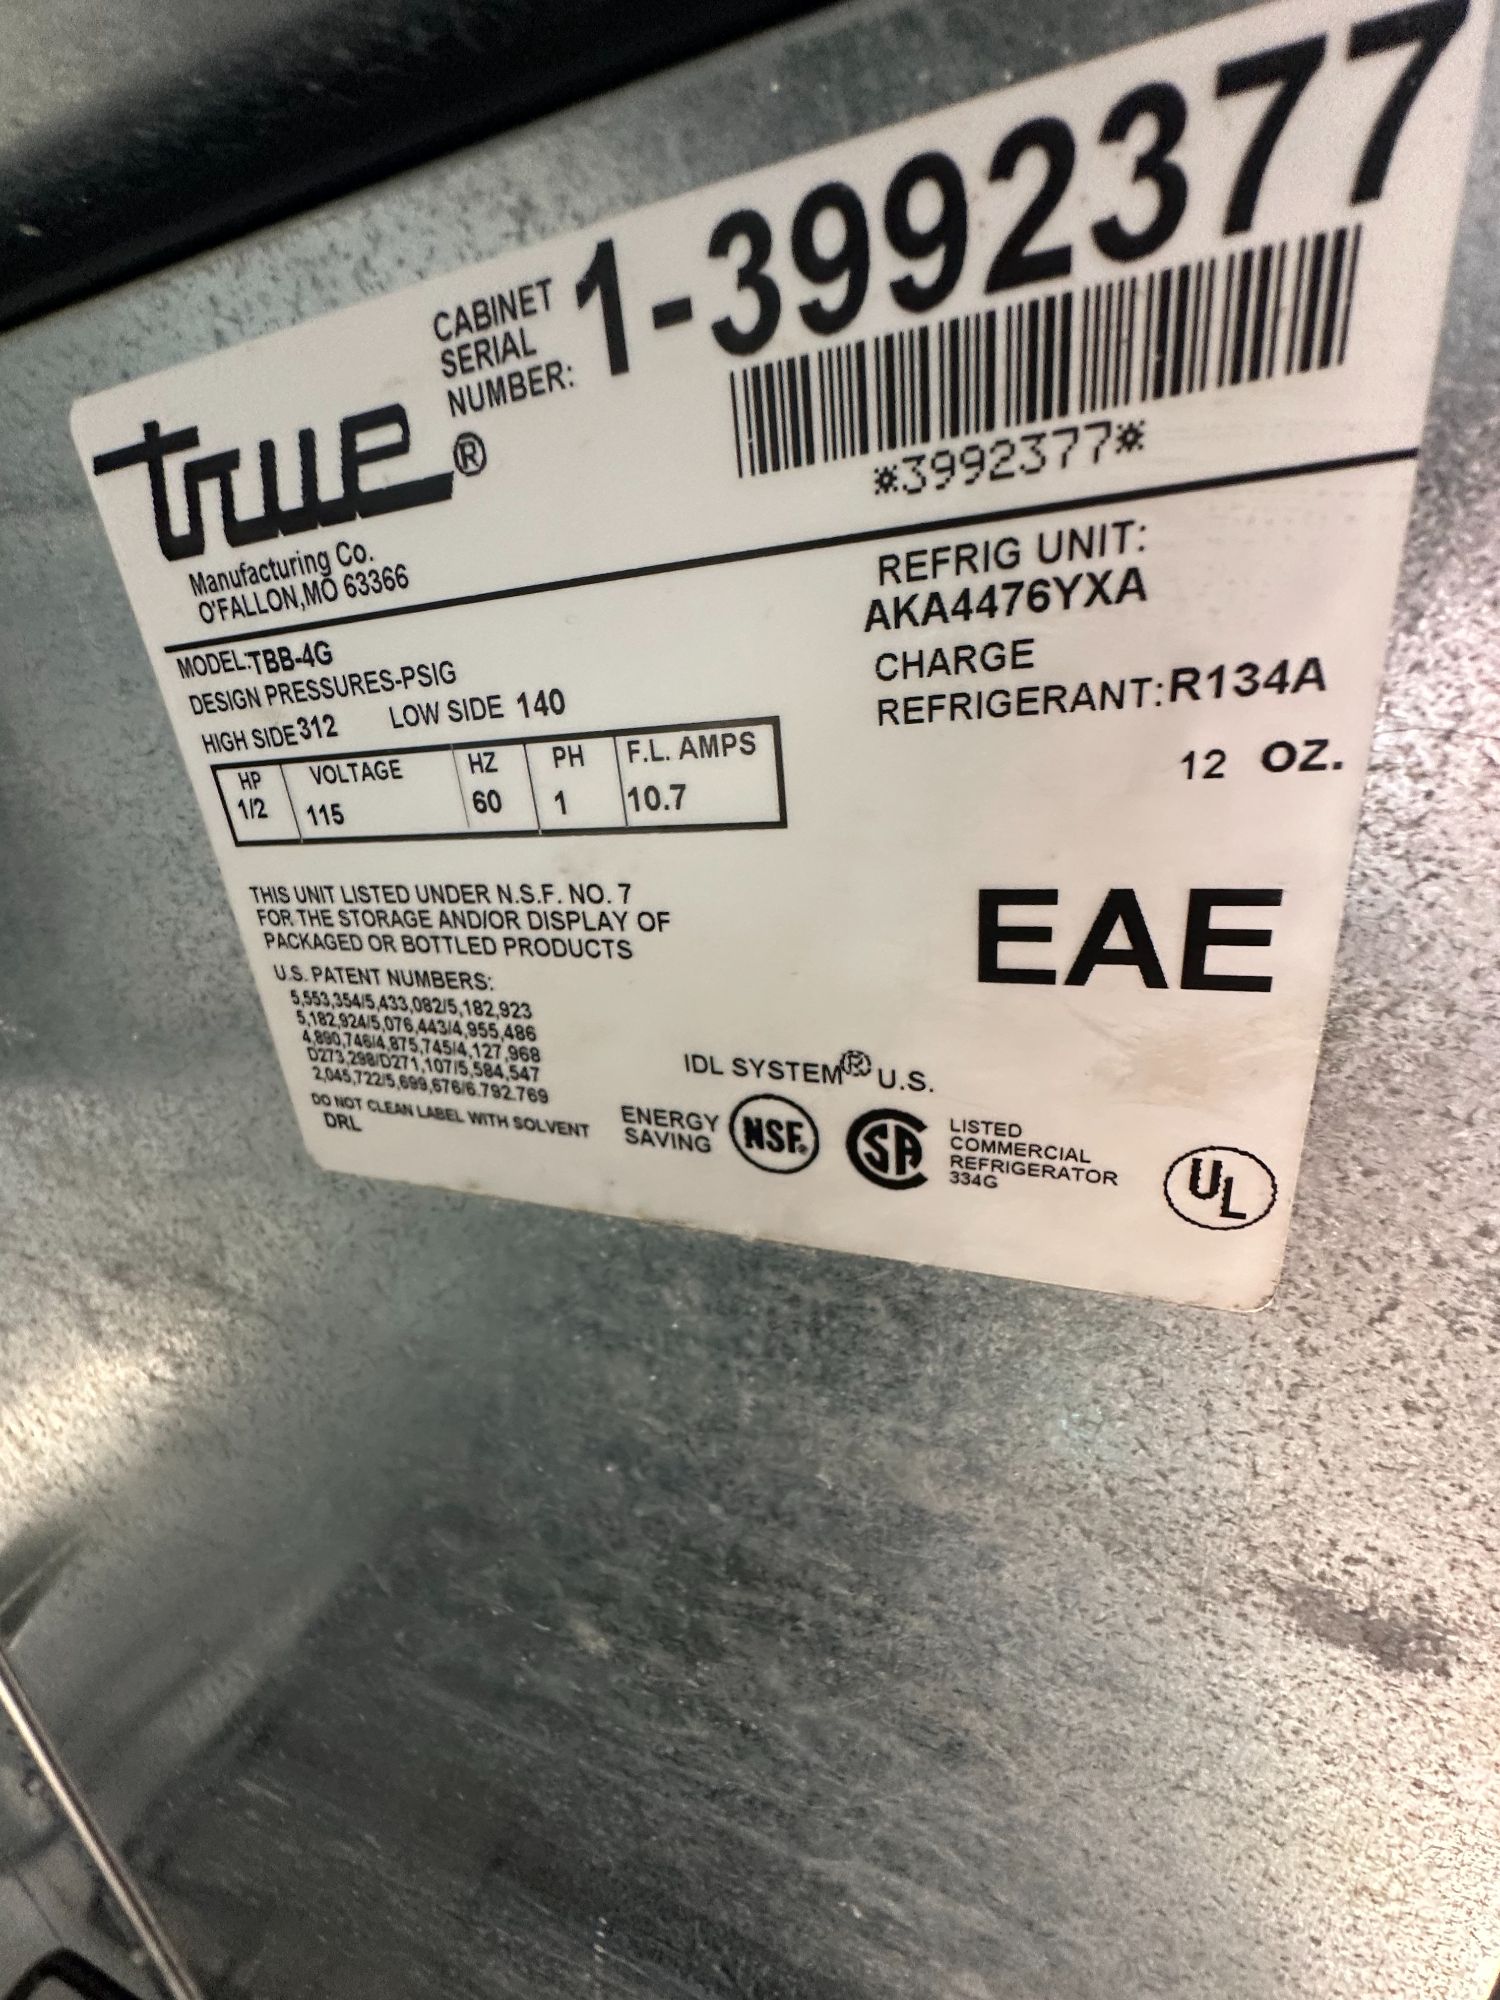 CABINET
SERIAL
NUMBER: 1-3992377
*3992377*
true®
Manufacturing Co.
O'FALLON,MO 63366
MODEL:TBB-4G
DESIGN PRESSURES-PSIG
HIGH SIDE312 LOW SIDE 140
HP VOLTAGE HZ PH F.L. AMPS
1/2 115 60 1 10.7
REFRIG UNIT:
AKA4476YXA
CHARGE
REFRIGERANT:R134A
12 OZ.
THIS UNIT LISTED UNDER N.S.F. NO. 7
FOR THE STORAGE AND/OR DISPLAY OF
PACKAGED OR BOTTLED PRODUCTS
EAE
U.S. PATENT NUMBERS:
5,553,354/5,433,082/5,182,923
5,182,924/5,076,443/4,955,486
4,890,746/4,875,745/4,127,968
D273,298/D271,107/5,584,547
2,045,722/5,699,676/6.792.769
DO NOT CLEAN LABEL WITH SOLVENT
DRL
IDL SYSTEM® U.S.
ENERGY
SAVING
NSF.
SA
LISTED
COMMERCIAL
REFRIGERATOR
334G
UL